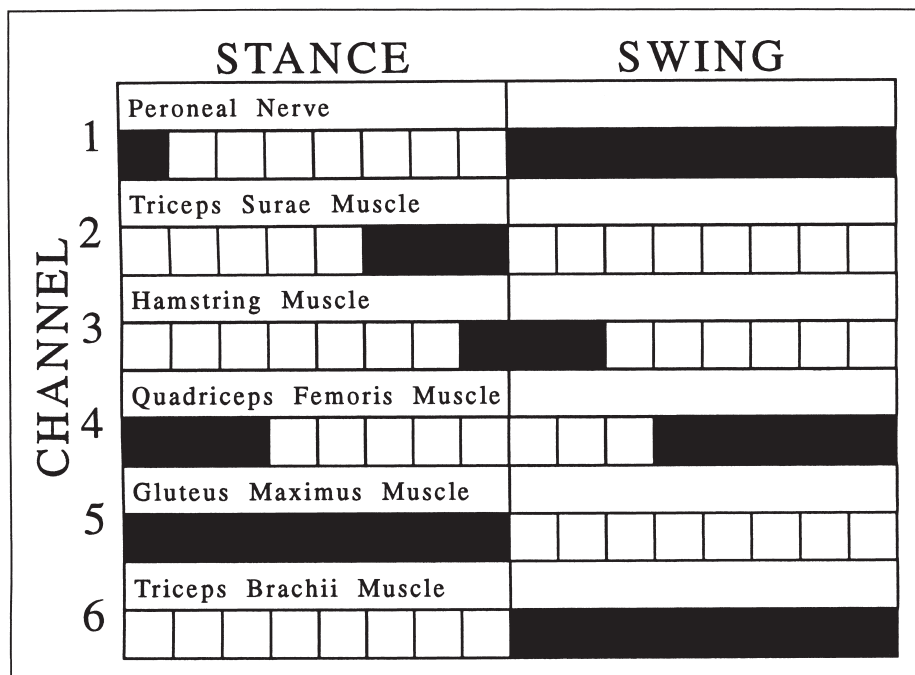 STANCE SWING
Peroneal Nerve
1
Triceps Surae Muscle
2
Hamstring Muscle
3
Quadriceps Femoris Muscle
4
Gluteus Maximus Muscle
5
Triceps Brachii Muscle
6
CHANNEL